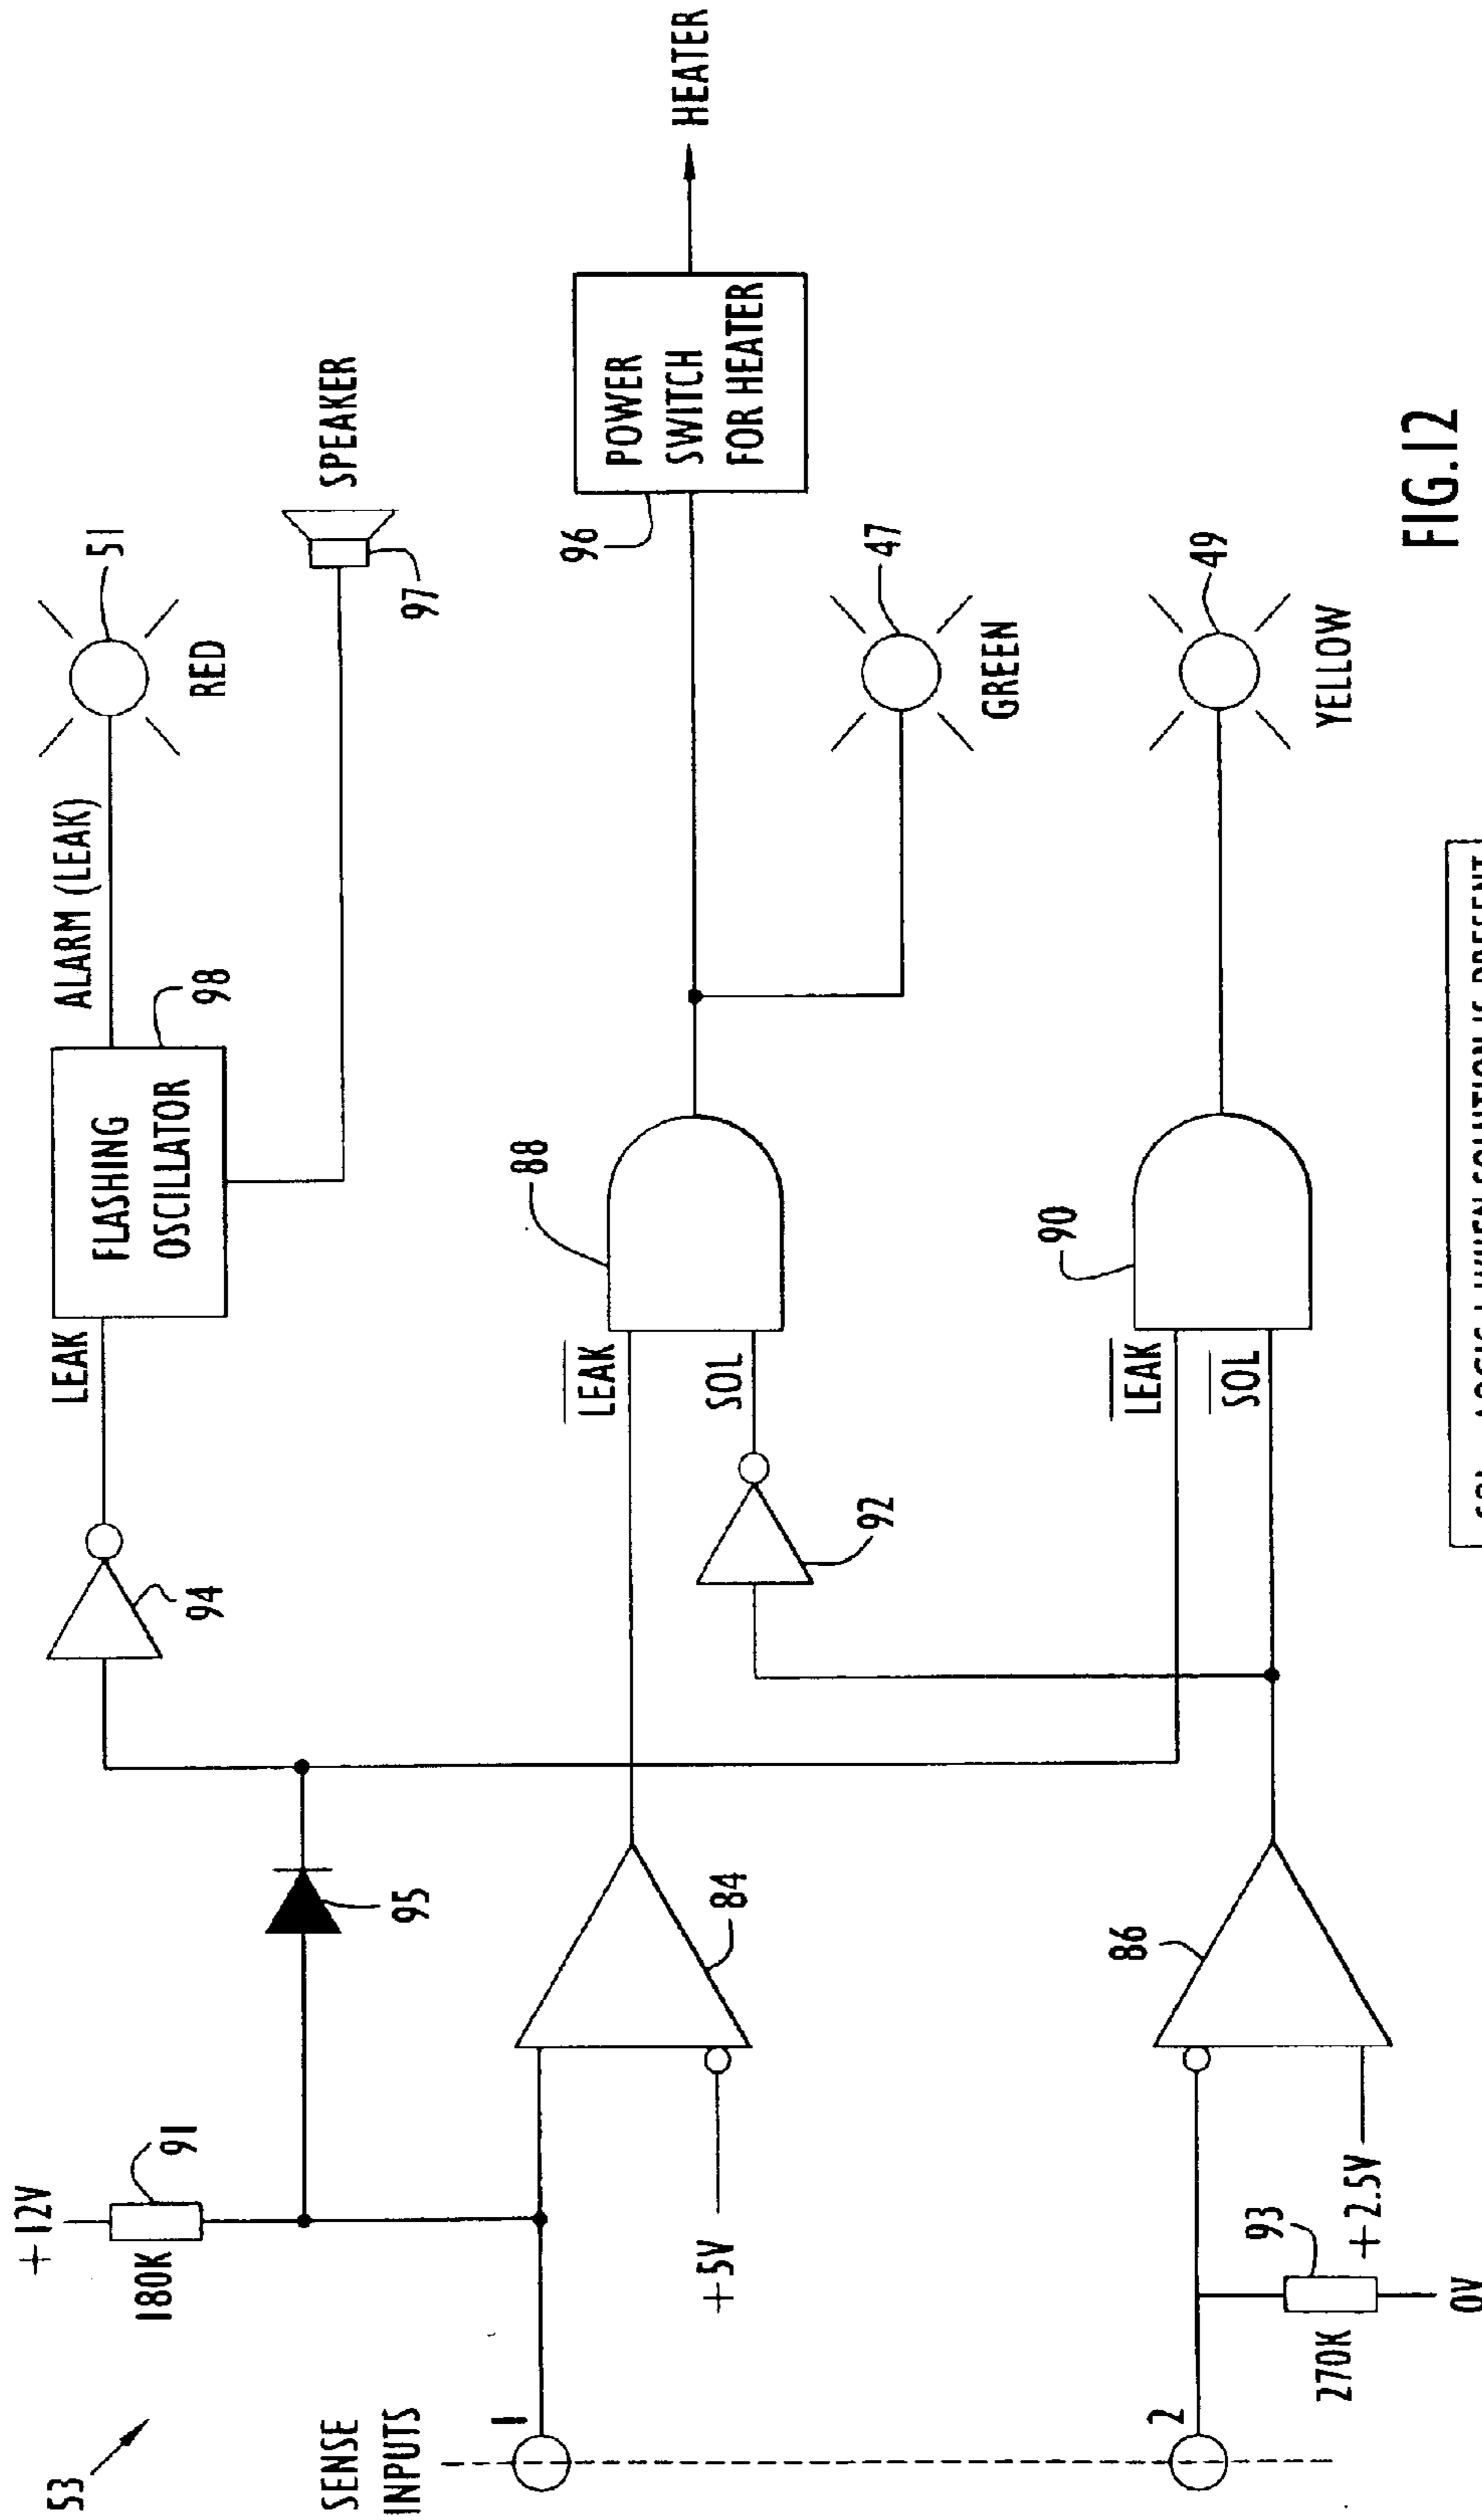 53
SENSE
INPUTS
+12V
180K
91
1
+5V
2
270K
93
0V
+2.5V
95
84
86
94
92
LEAK
LEAK
SOL
LEAK
SOL
FLASHING
OSCILLATOR
98
88
90
ALARM (LEAK)
51
RED
SPEAKER
97
96
POWER
SWITCH
FOR HEATER
HEATER
47
GREEN
49
YELLOW
FIG.12